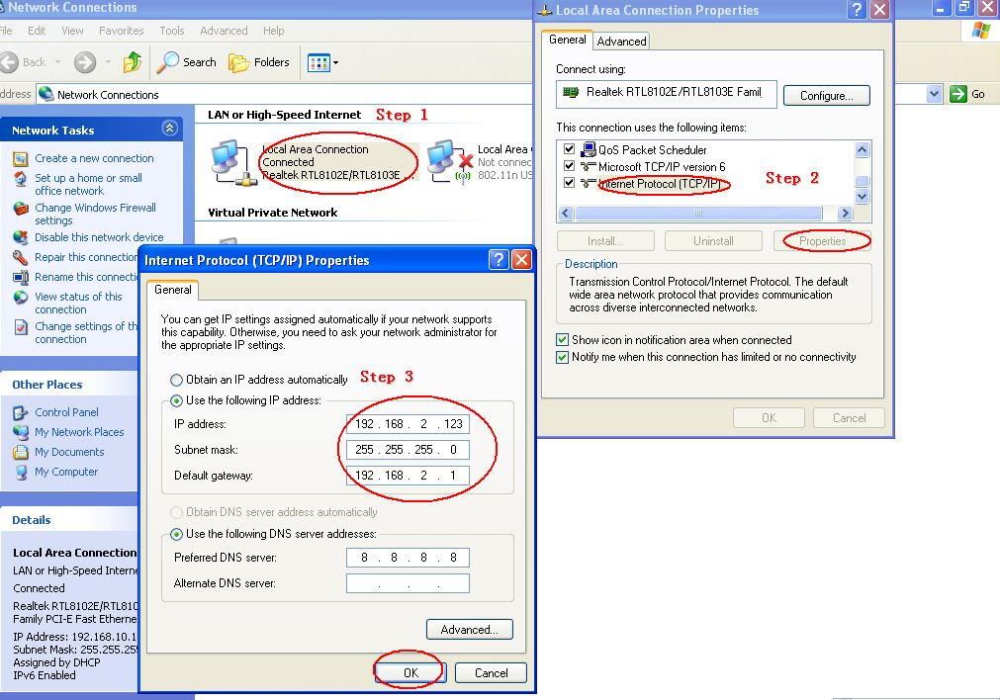 Network Connections
File Edit View Favorites Tools Advanced Help
Back Search Folders
Address Network Connections Go
Network Tasks
Create a new connection
Set up a home or small
office network
Change Windows Firewall
settings
Disable this network device
Repair this connection
Rename this connecti
View status of this
connection
Change settings of th
connection
Other Places
Control Panel
My Network Places
My Documents
My Computer
Details
Local Area Connection
LAN or High-Speed Interne
Connected
Realtek RTL8102E/RTL810
Family PCI-E Fast Etherne
IP Address: 192.168.10.1
Subnet Mask: 255.255.255
Assigned by DHCP
IPv6 Enabled
LAN or High-Speed Internet Step 1
Local Area Connection
Connected
Realtek RTL8102E/RTL8103E ...
Local Area
Not connec
802.11n US
Virtual Private Network
Local Area Connection Properties
General Advanced
Connect using:
Realtek RTL8102E/RTL8103E Famil
Configure...
This connection uses the following items:
QoS Packet Scheduler
Microsoft TCP/IP version 6
Internet Protocol (TCP/IP)
Step 2
Install... Uninstall Properties
Description
Transmission Control Protocol/Internet Protocol. The default
wide area network protocol that provides communication
across diverse interconnected networks.
Show icon in notification area when connected
Notify me when this connection has limited or no connectivity
OK Cancel
Internet Protocol (TCP/IP) Properties
General
You can get IP settings assigned automatically if your network supports
this capability. Otherwise, you need to ask your network administrator for
the appropriate IP settings.
Obtain an IP address automatically Step 3
Use the following IP address:
IP address: 192 . 168 . 2 . 123
Subnet mask: 255 . 255 . 255 . 0
Default gateway: 192 . 168 . 2 . 1
Obtain DNS server address automatically
Use the following DNS server addresses:
Preferred DNS server: 8 . 8 . 8 . 8
Alternate DNS server: . . .
Advanced...
OK Cancel